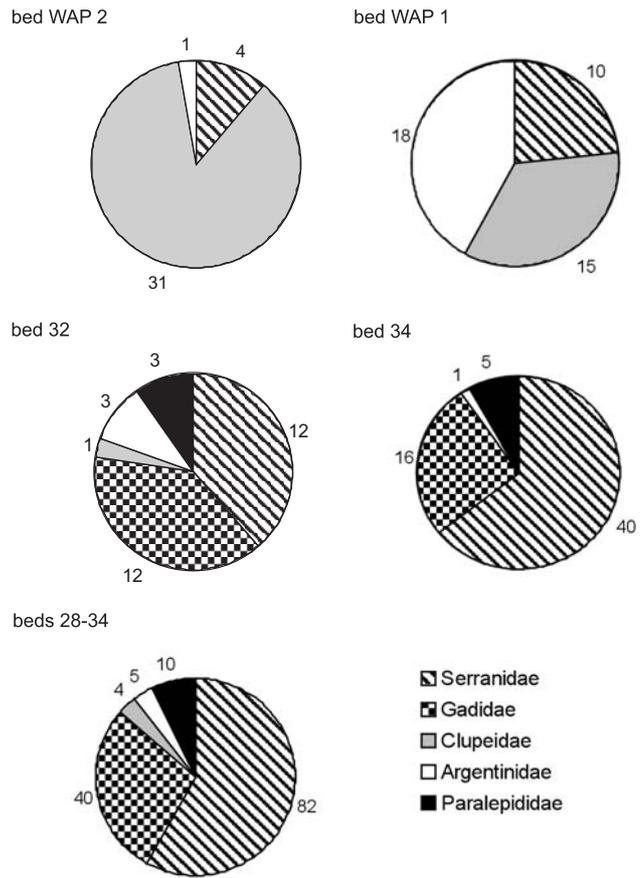 bed WAP 2
bed WAP 1
1
4
10
18
31
15
bed 32
bed 34
3
3
12
1
12
1
5
16
40
beds 28-34
10
5
4
40
82
Serranidae
Gadidae
Clupeidae
Argentinidae
Paralepididae